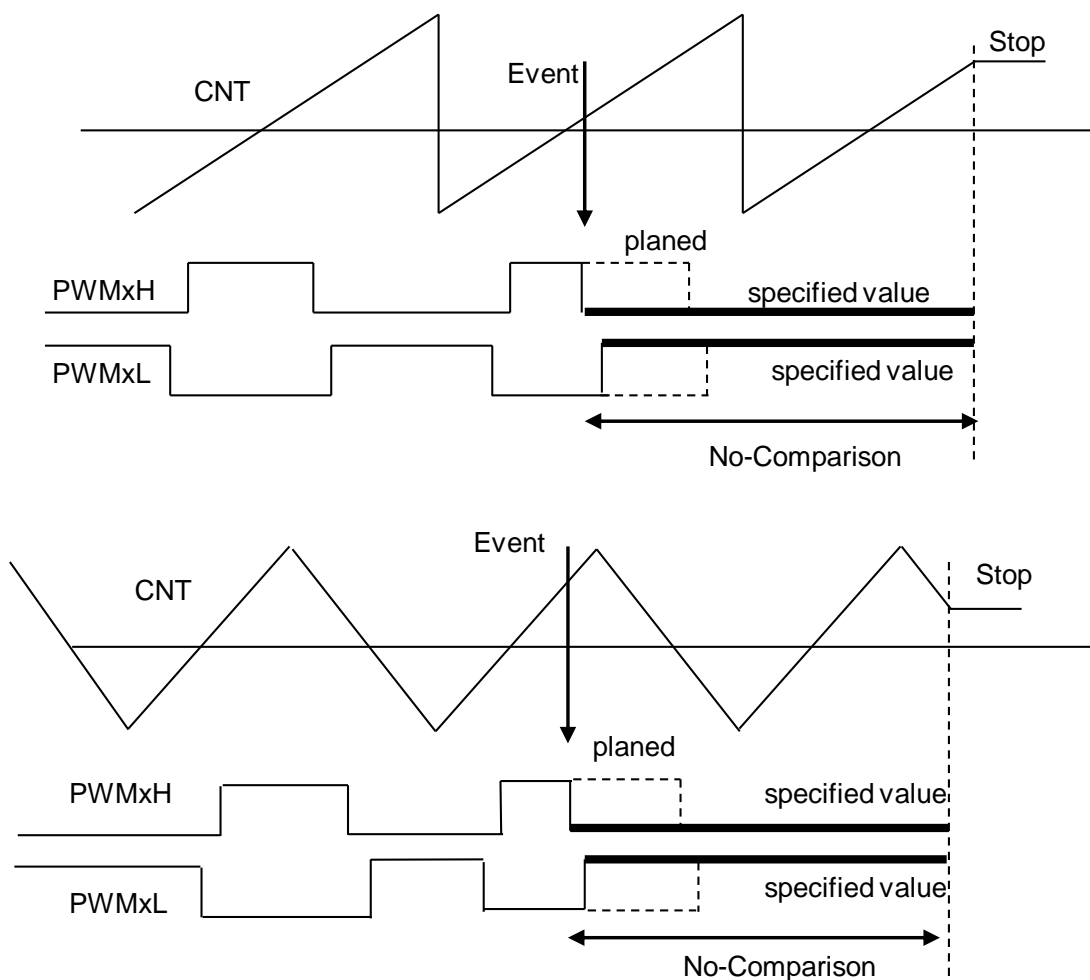 Stop
Event
CNT
planed
PWMxH
specified value
PWMxL
specified value
No-Comparison
Event
CNT
Stop
planed
PWMxH
specified value
PWMxL
specified value
No-Comparison